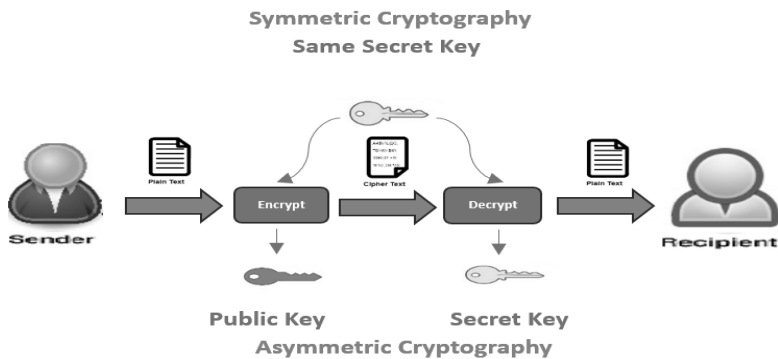 Symmetric Cryptography
Same Secret Key
Plain Text
Cipher Text
Plain Text
Encrypt
Decrypt
Sender
Recipient
Public Key
Secret Key
Asymmetric Cryptography